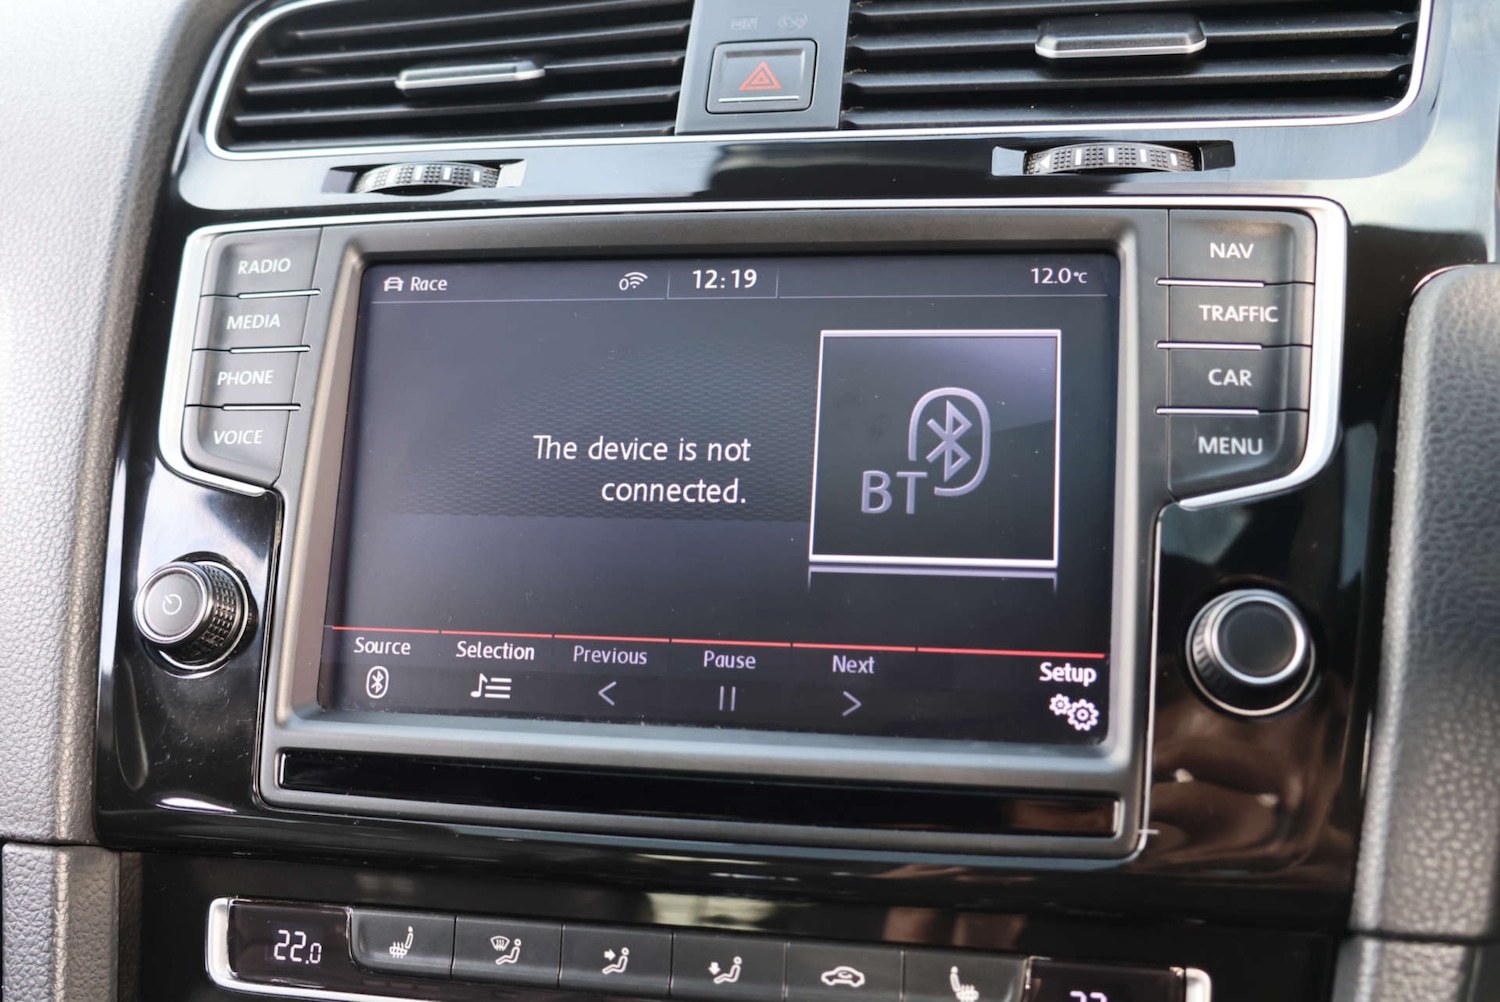 RADIO
MEDIA
PHONE
VOICE
Race
12:19
12.0°C
The device is not
connected.
BT
Source
Selection
Previous
Pause
Next
Setup
NAV
TRAFFIC
CAR
MENU
22.0